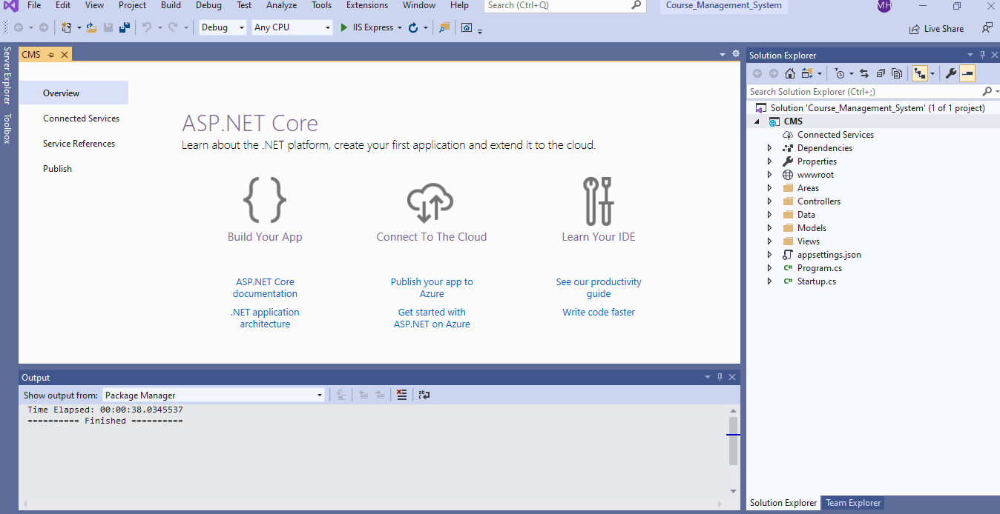 File Edit View Project Build Debug Test Analyze Tools Extensions Window Help Search (Ctrl+Q) Course_Management_System MH
Debug Any CPU IIS Express Live Share
Server Explorer
Toolbox
CMS
Overview
Connected Services
Service References
Publish
ASP.NET Core
Learn about the .NET platform, create your first application and extend it to the cloud.
{ }
Build Your App
Connect To The Cloud
Learn Your IDE
ASP.NET Core
documentation
.NET application
architecture
Publish your app to
Azure
Get started with
ASP.NET on Azure
See our productivity
guide
Write code faster
Output
Show output from: Package Manager
Time Elapsed: 00:00:38.0345537
========== Finished ==========
Solution Explorer
Search Solution Explorer (Ctrl+;)
Solution 'Course_Management_System' (1 of 1 project)
CMS
Connected Services
Dependencies
Properties
wwwroot
Areas
Controllers
Data
Models
Views
appsettings.json
C# Program.cs
C# Startup.cs
Solution Explorer Team Explorer